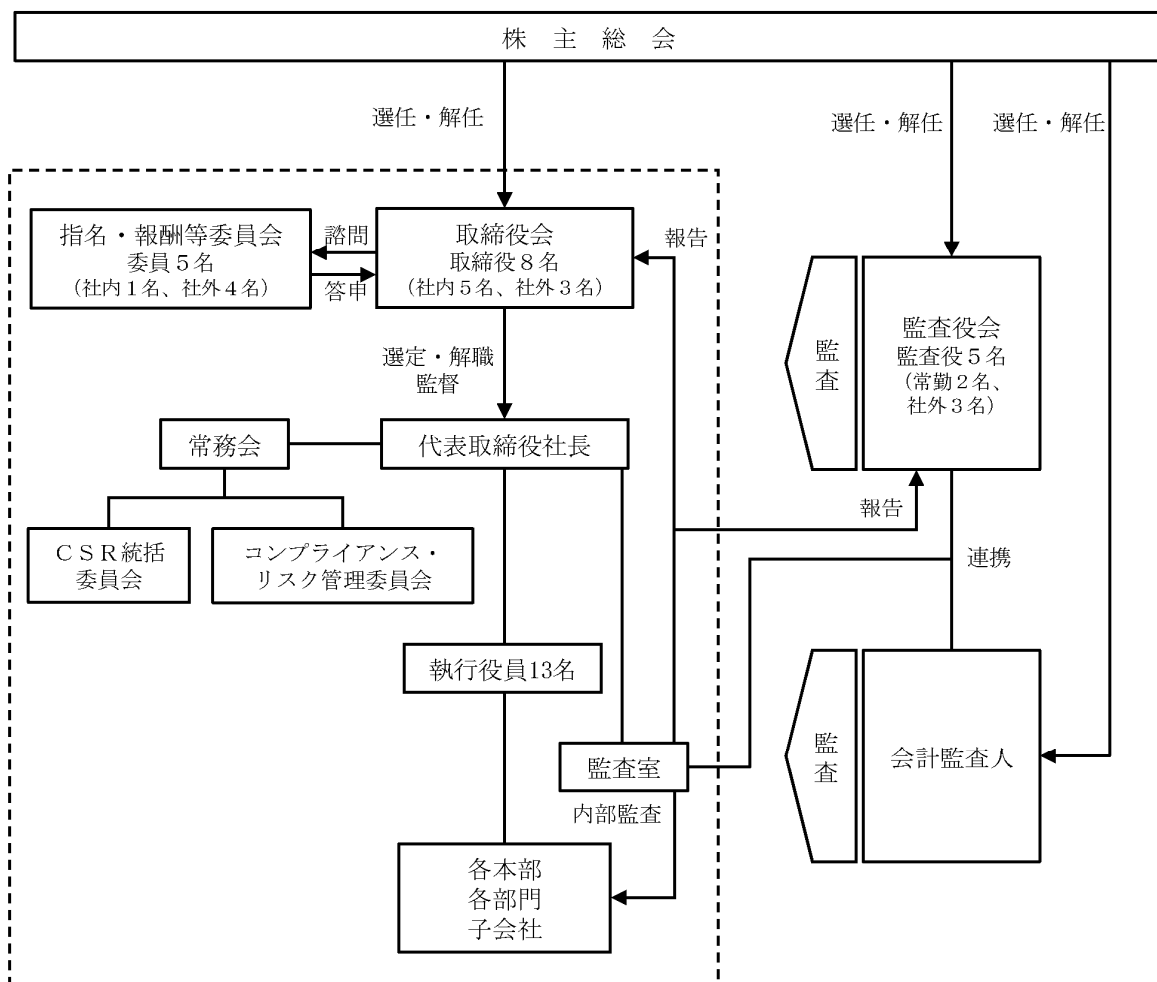 株主総会
選任・解任
選任・解任
選任・解任
指名・報酬等委員会
委員５名
（社内１名、社外４名）
諮問
答申
取締役会
取締役８名
（社内５名、社外３名）
報告
監査
監査役会
監査役５名
（常勤２名、
社外３名）
選定・解職
監督
常務会
代表取締役社長
報告
ＣＳＲ統括
委員会
コンプライアンス・
リスク管理委員会
連携
執行役員13名
監査室
内部監査
監査
会計監査人
各本部
各部門
子会社